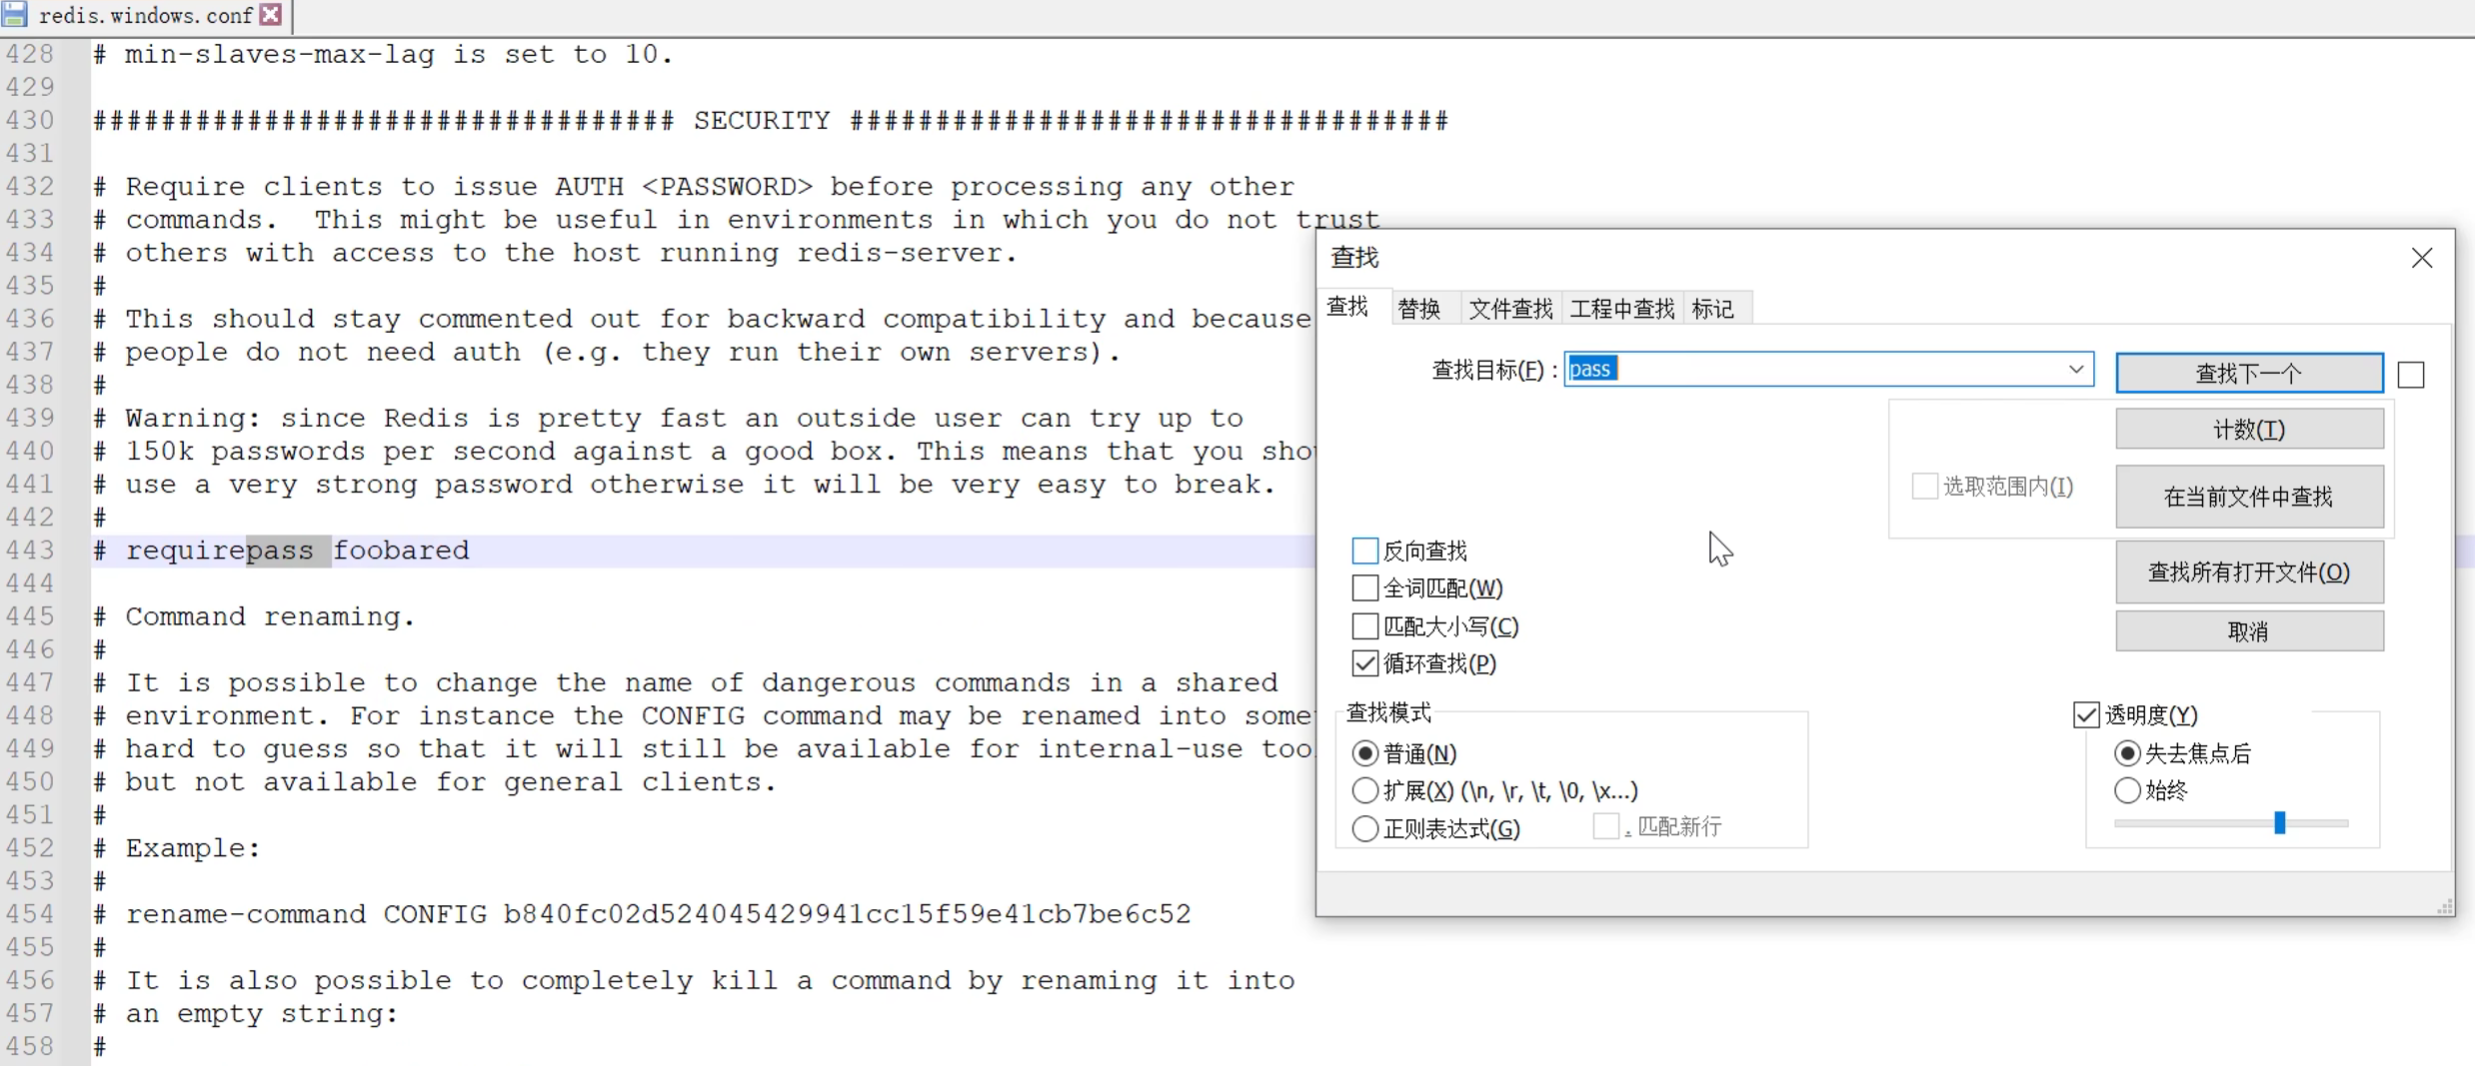 redis.windows.conf
428 # min-slaves-max-lag is set to 10.
429
430 ################################## SECURITY ###################################
431
432 # Require clients to issue AUTH <PASSWORD> before processing any other
433 # commands.  This might be useful in environments in which you do not trust
434 # others with access to the host running redis-server.
435 #
436 # This should stay commented out for backward compatibility and because
437 # people do not need auth (e.g. they run their own servers).
438 #
439 # Warning: since Redis is pretty fast an outside user can try up to
440 # 150k passwords per second against a good box. This means that you sho
441 # use a very strong password otherwise it will be very easy to break.
442 #
443 # requirepass foobared
444
445 # Command renaming.
446 #
447 # It is possible to change the name of dangerous commands in a shared
448 # environment. For instance the CONFIG command may be renamed into some
449 # hard to guess so that it will still be available for internal-use too
450 # but not available for general clients.
451 #
452 # Example:
453 #
454 # rename-command CONFIG b840fc02d524045429941cc15f59e41cb7be6c52
455 #
456 # It is also possible to completely kill a command by renaming it into
457 # an empty string:
458 #
查找
查找 替换 文件查找 工程中查找 标记
查找目标(F) : pass
查找下一个
计数(T)
选取范围内(I)
在当前文件中查找
反向查找
查找所有打开文件(O)
全词匹配(W)
匹配大小写(C)
取消
循环查找(P)
查找模式
普通(N)
扩展(X) (\n, \r, \t, \0, \x...)
正则表达式(G)
. 匹配新行
透明度(Y)
失去焦点后
始终